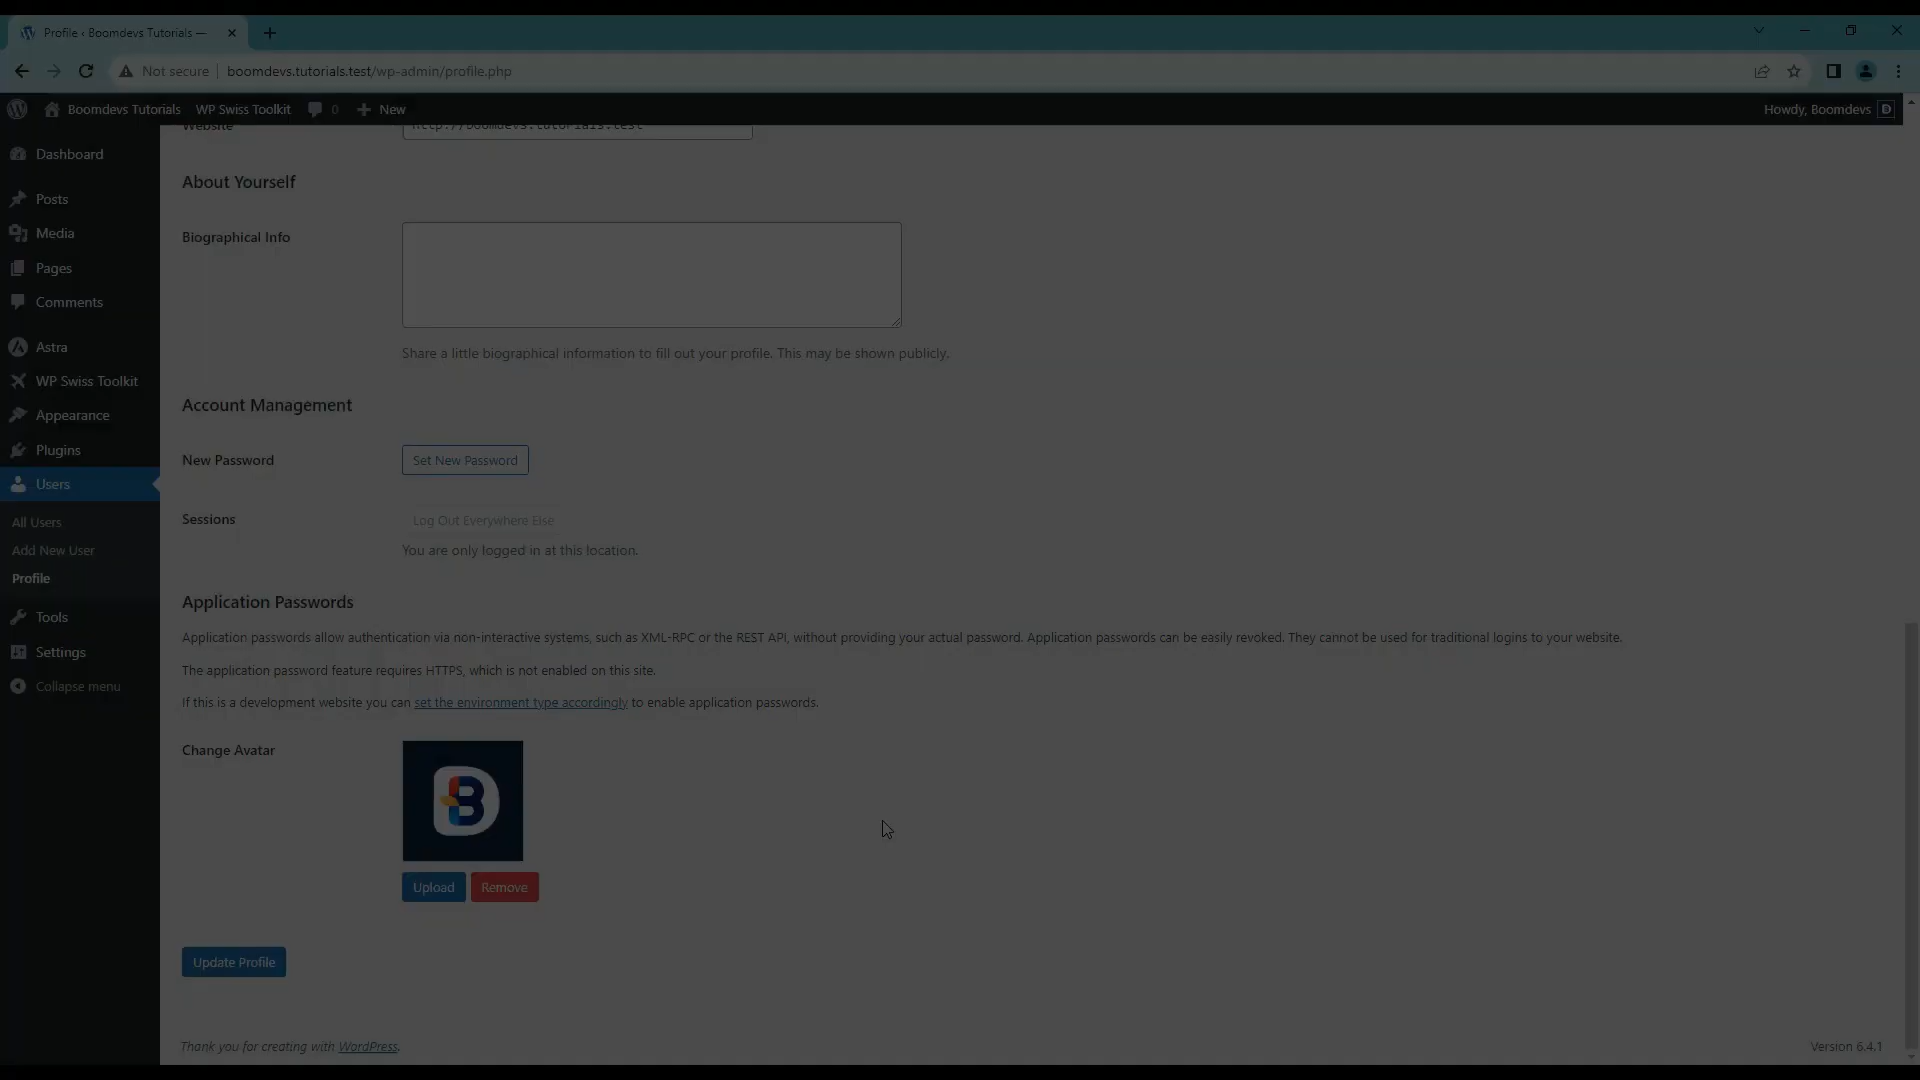 Profile ‹ Boomdevs Tutorials —
Not secure
boomdevs.tutorials.test/wp-admin/profile.php
Boomdevs Tutorials
WP Swiss Toolkit
0
New
Howdy, Boomdevs
Website
http://boomdevs.tutorials.test
Dashboard
Posts
Media
Pages
Comments
Astra
WP Swiss Toolkit
Appearance
Plugins
Users
All Users
Add New User
Profile
Tools
Settings
Collapse menu
About Yourself
Biographical Info
Share a little biographical information to fill out your profile. This may be shown publicly.
Account Management
New Password
Set New Password
Sessions
Log Out Everywhere Else
You are only logged in at this location.
Application Passwords
Application passwords allow authentication via non-interactive systems, such as XML-RPC or the REST API, without providing your actual password. Application passwords can be easily revoked. They cannot be used for traditional logins to your website.
The application password feature requires HTTPS, which is not enabled on this site.
If this is a development website you can set the environment type accordingly to enable application passwords.
Change Avatar
B
Upload
Remove
Update Profile
Thank you for creating with WordPress.
Version 6.4.1